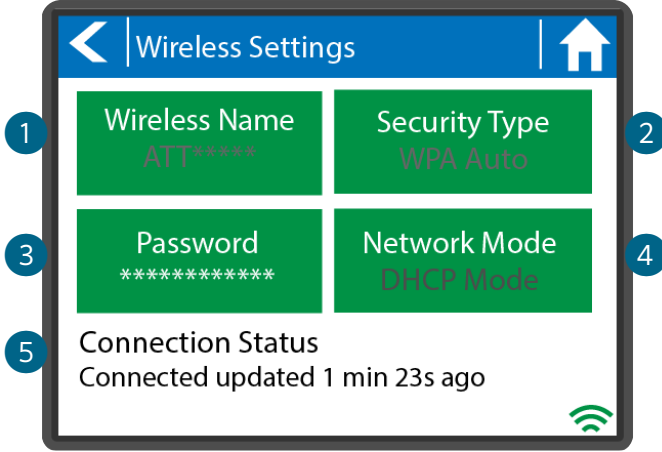 Wireless Settings
1
Wireless Name
ATT*****
Security Type
WPA Auto
2
3
Password
************
Network Mode
DHCP Mode
4
5
Connection Status
Connected updated 1 min 23s ago